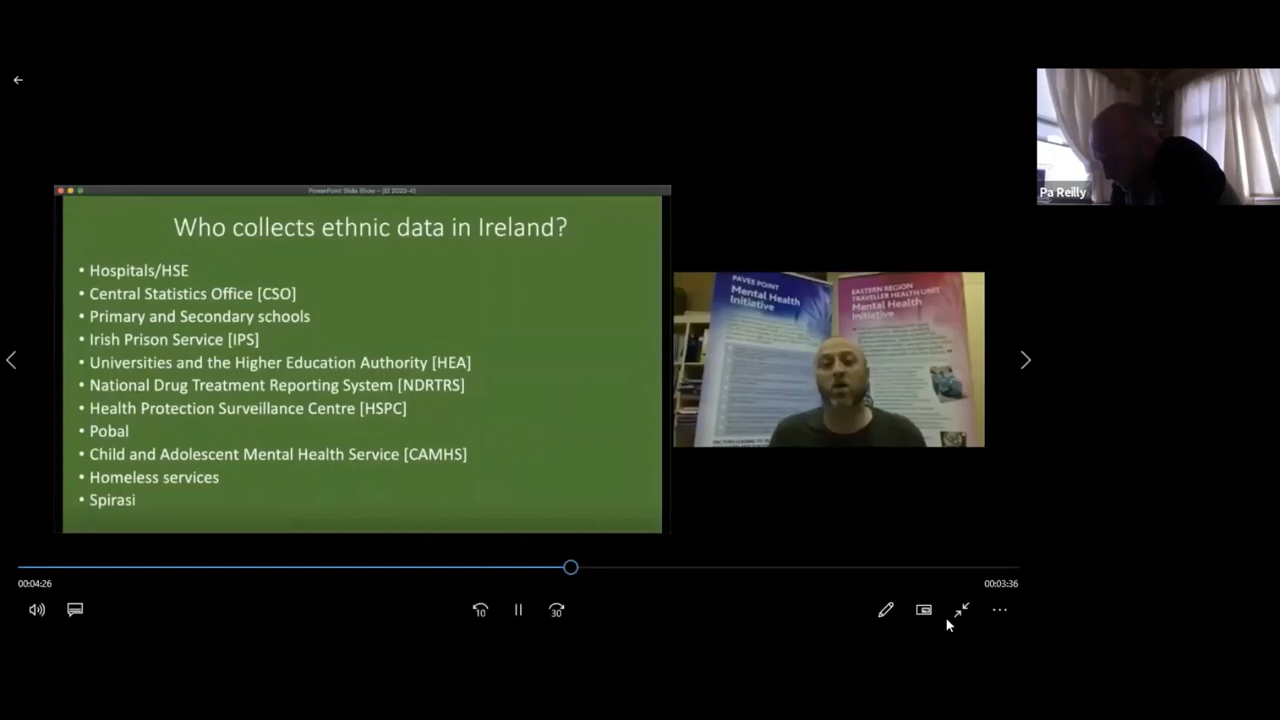 PowerPoint Slide Show - [EI 2020-4]
Who collects ethnic data in Ireland?
• Hospitals/HSE
• Central Statistics Office [CSO]
• Primary and Secondary schools
• Irish Prison Service [IPS]
• Universities and the Higher Education Authority [HEA]
• National Drug Treatment Reporting System [NDRTRS]
• Health Protection Surveillance Centre [HSPC]
• Pobal
• Child and Adolescent Mental Health Service [CAMHS]
• Homeless services
• Spirasi
PAVEE POINT
Mental Health
Initiative
EASTERN REGION
TRAVELLER HEALTH UNIT
Mental Health
Initiative
Pa Reilly
00:04:26
00:03:36
10
30